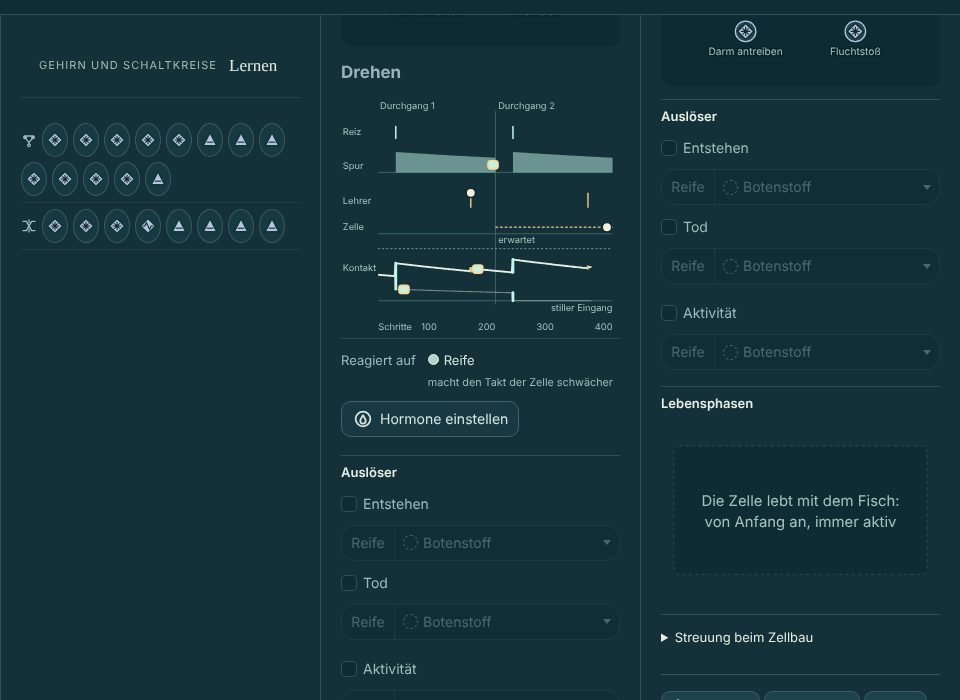 GEHIRN UND SCHALTKREISE Lernen
Drehen
Durchgang 1 Durchgang 2
Reiz
Spur
Lehrer
Zelle
erwartet
Kontakt
stiller Eingang
Schritte 100 200 300 400
Reagiert auf Reife
macht den Takt der Zelle schwächer
Hormone einstellen
Auslöser
Entstehen
Reife Botenstoff
Tod
Reife Botenstoff
Aktivität
Darm antreiben Fluchtstoß
Auslöser
Entstehen
Reife Botenstoff
Tod
Reife Botenstoff
Aktivität
Reife Botenstoff
Lebensphasen
Die Zelle lebt mit dem Fisch:
von Anfang an, immer aktiv
Streuung beim Zellbau